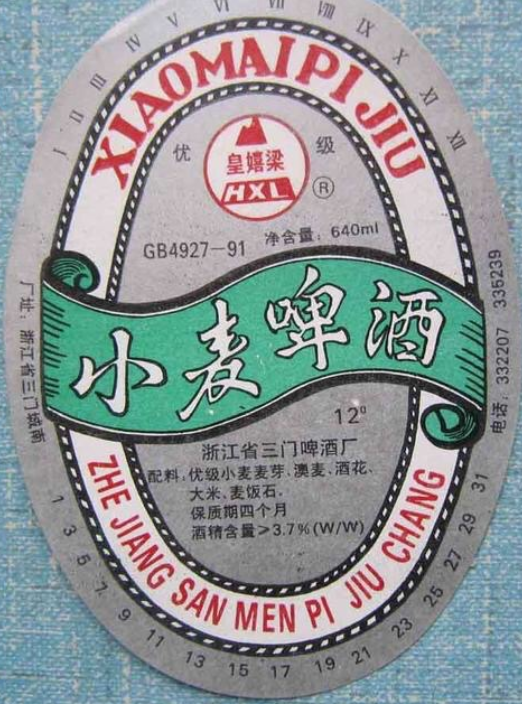 I II III IV V VI VII VIII IX X XI XII
XIAOMAIPIJIU
优 级
皇嬉梁
HXL
®
GB4927—91 净含量：640ml
小麦啤酒
12°
浙江省三门啤酒厂
配料.优级小麦麦芽.澳麦.酒花.
大米.麦饭石.
保质期四个月
酒精含量≥3.7%(W/W)
ZHE JIANG SAN MEN PI JIU CHANG
厂址：浙江省三门城南
电话：332207 335239
1 3 5 7 9 11 13 15 17 19 21 23 25 27 29 31